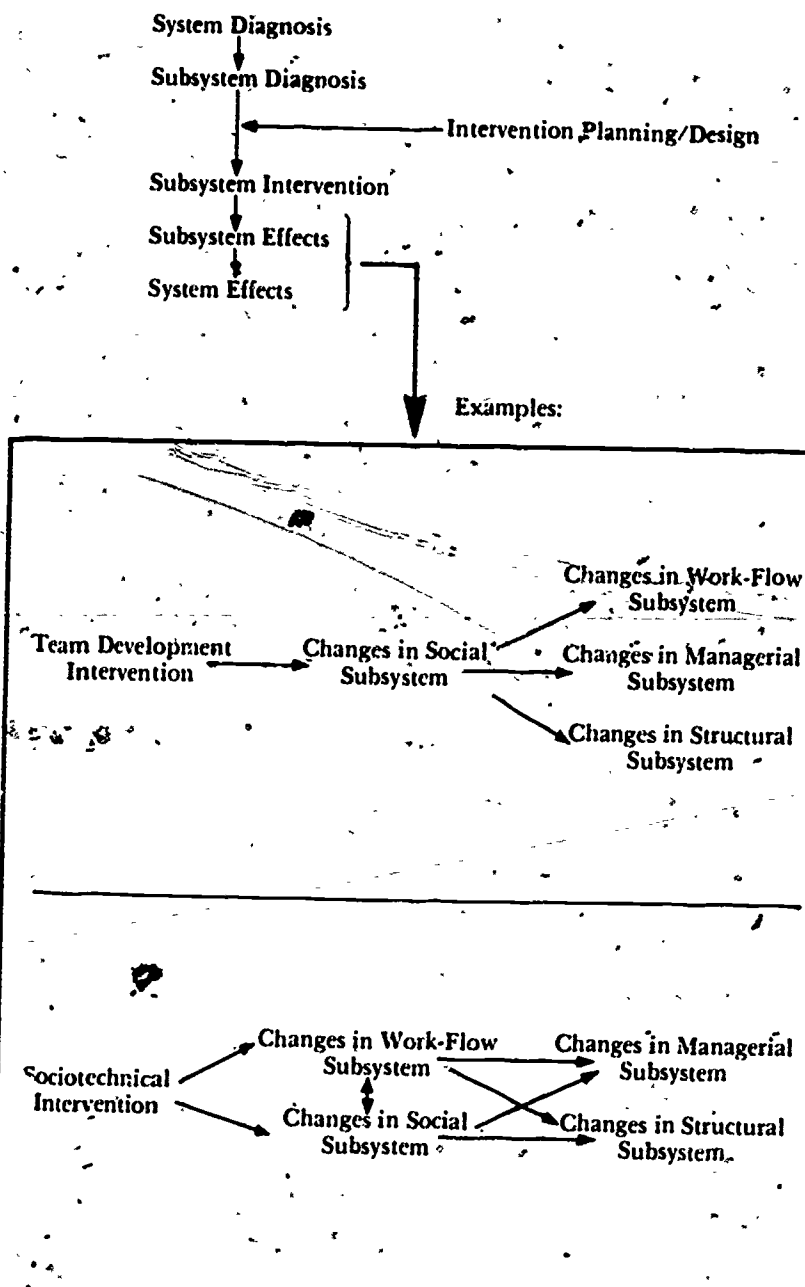 System Diagnosis
Subsystem Diagnosis
Intervention Planning/Design
Subsystem Intervention
Subsystem Effects
System Effects
Examples:
Changes in Work-Flow
Subsystem
Team Development
Intervention
Changes in Social
Subsystem
Changes in Managerial
Subsystem
Changes in Structural
Subsystem
Changes in Work-Flow
Subsystem
Changes in Managerial
Subsystem
Sociotechnical
Intervention
Changes in Social
Subsystem
Changes in Structural
Subsystem